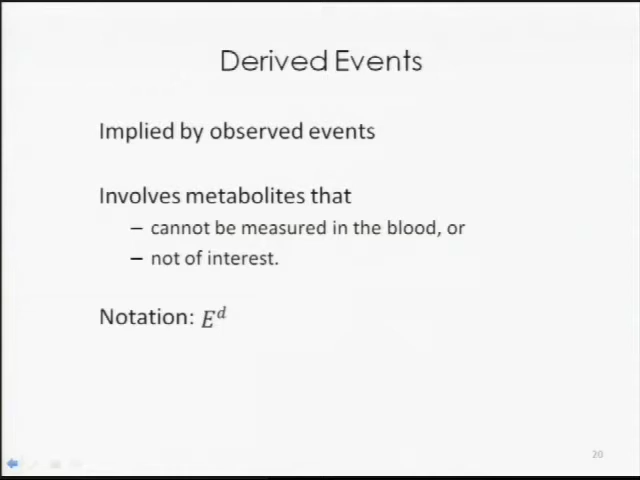 Derived Events
Implied by observed events
Involves metabolites that
– cannot be measured in the blood, or
– not of interest.
Notation: E^d
20